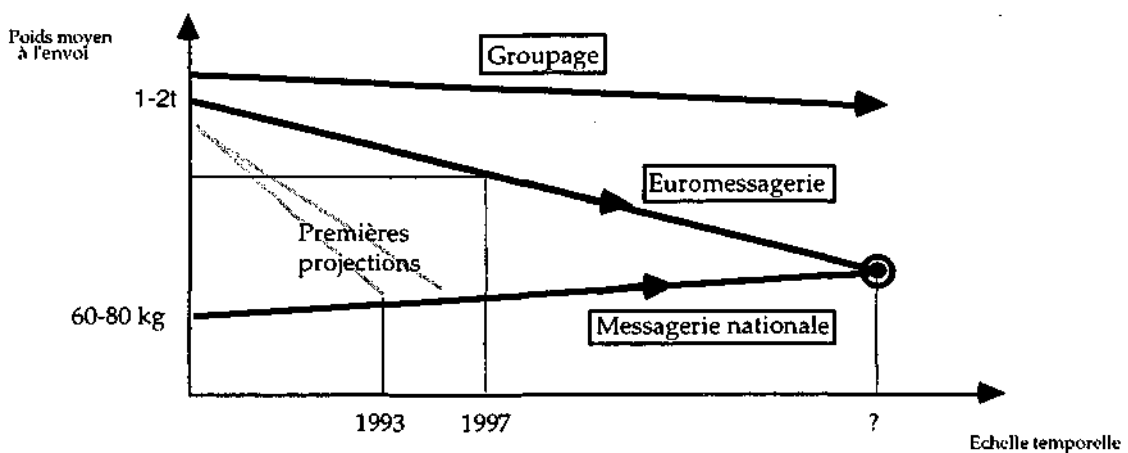 Poids moyen
à l'envoi
Groupage
1-2t
Euromessagerie
Premières
projections
60-80 kg
Messagerie nationale
1993
1997
?
Echelle temporelle